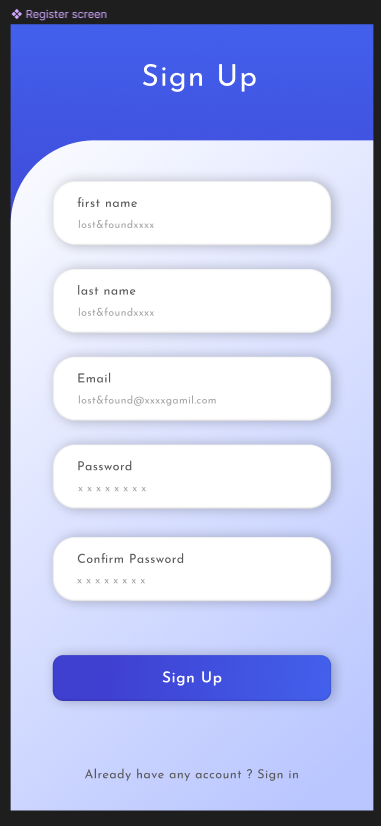 Register screen
Sign Up
first name
lost&foundxxxx
last name
lost&foundxxxx
Email
lost&found@xxxxgamil.com
Password
x x x x x x x x
Confirm Password
x x x x x x x x
Sign Up
Already have any account ? Sign in